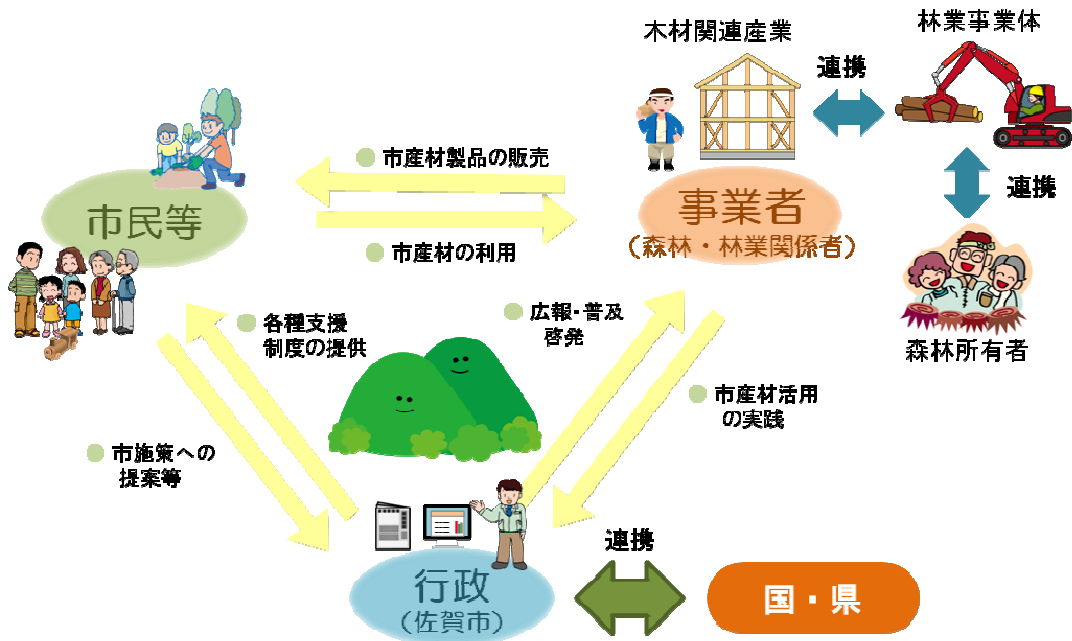 林業事業体
木材関連産業
連携
市産材製品の販売
連携
市民等
事業者
(森林・林業関係者)
市産材の利用
各種支援
制度の提供
広報・普及
啓発
森林所有者
市産材活用
の実践
市施策への
提案等
連携
行政
(佐賀市)
国・県